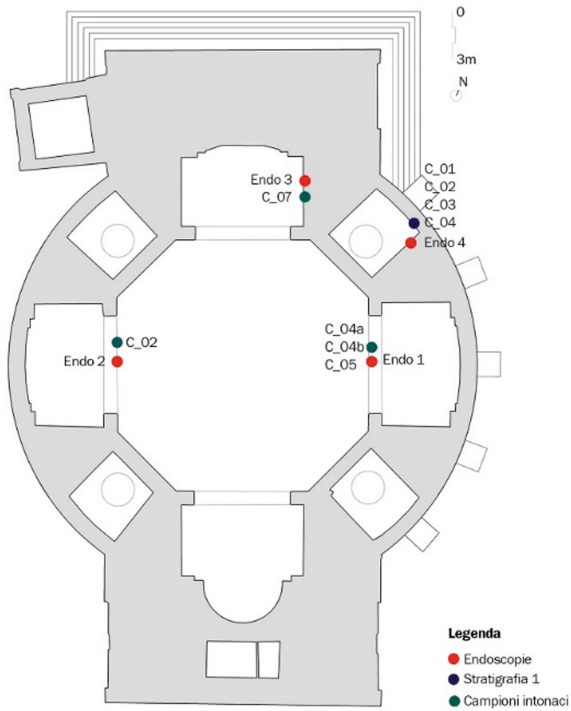 0
3m
N
C_01
C_02
C_03
C_04
Endo 4
Endo 3
C_07
C_02
Endo 2
C_04a
C_04b
C_05
Endo 1
Legenda
Endoscopie
Stratigrafia 1
Campioni intonaci